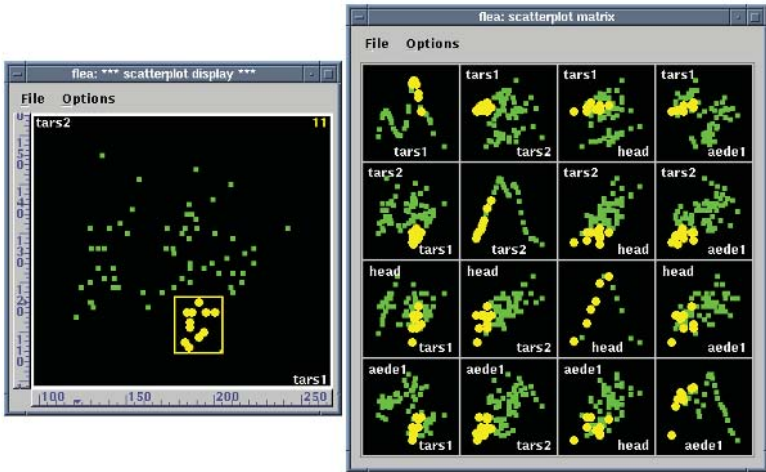 flea: *** scatterplot display ***
File Options
tars2 11
tars1
100 150 200 250
flea: scatterplot matrix
File Options
tars1
tars1 tars2
tars1 head
tars1 aede1
tars2 tars1
tars2
tars2 head
tars2 aede1
head tars1
head tars2
head
head aede1
aede1 tars1
aede1 tars2
aede1 head
aede1